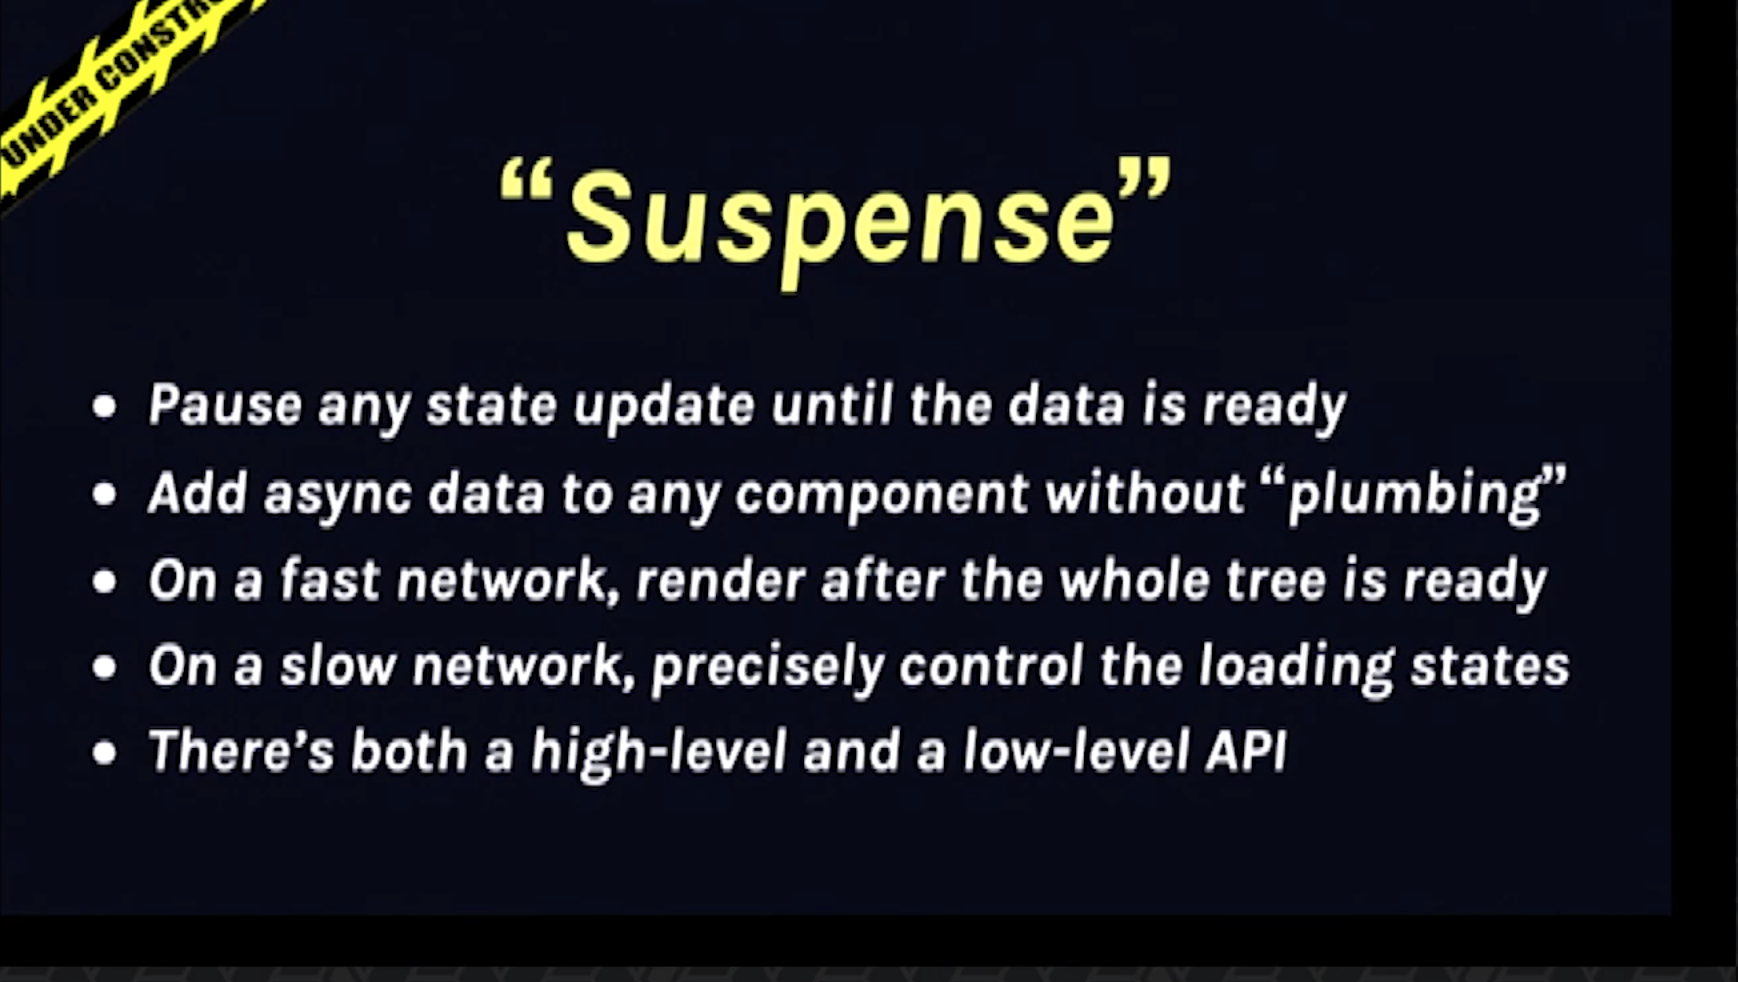 UNDER CONSTR
“Suspense”
• Pause any state update until the data is ready
• Add async data to any component without “plumbing”
• On a fast network, render after the whole tree is ready
• On a slow network, precisely control the loading states
• There’s both a high-level and a low-level API